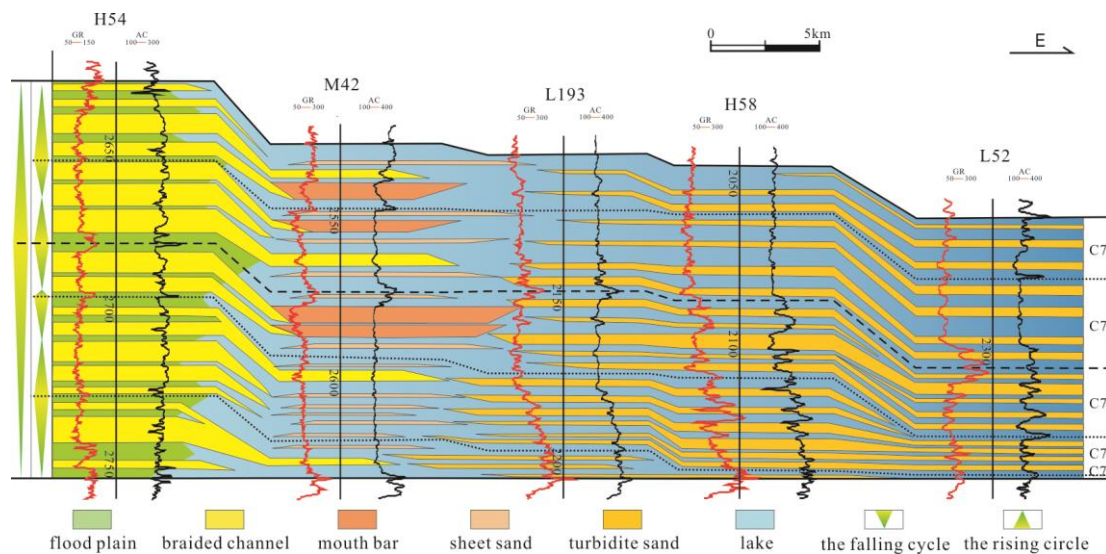 H54
GR AC
50—150 100—300
M42
GR AC
50—300 100—400
L193
GR AC
50—300 100—400
H58
GR AC
50—300 100—400
L52
GR AC
50—300 100—400
0 5km
E
2650
2700
2750
2550
2600
2150
2200
2050
2100
2300
C7
C7
C7
C7
C7
flood plain braided channel mouth bar sheet sand turbidite sand lake the falling cycle the rising circle